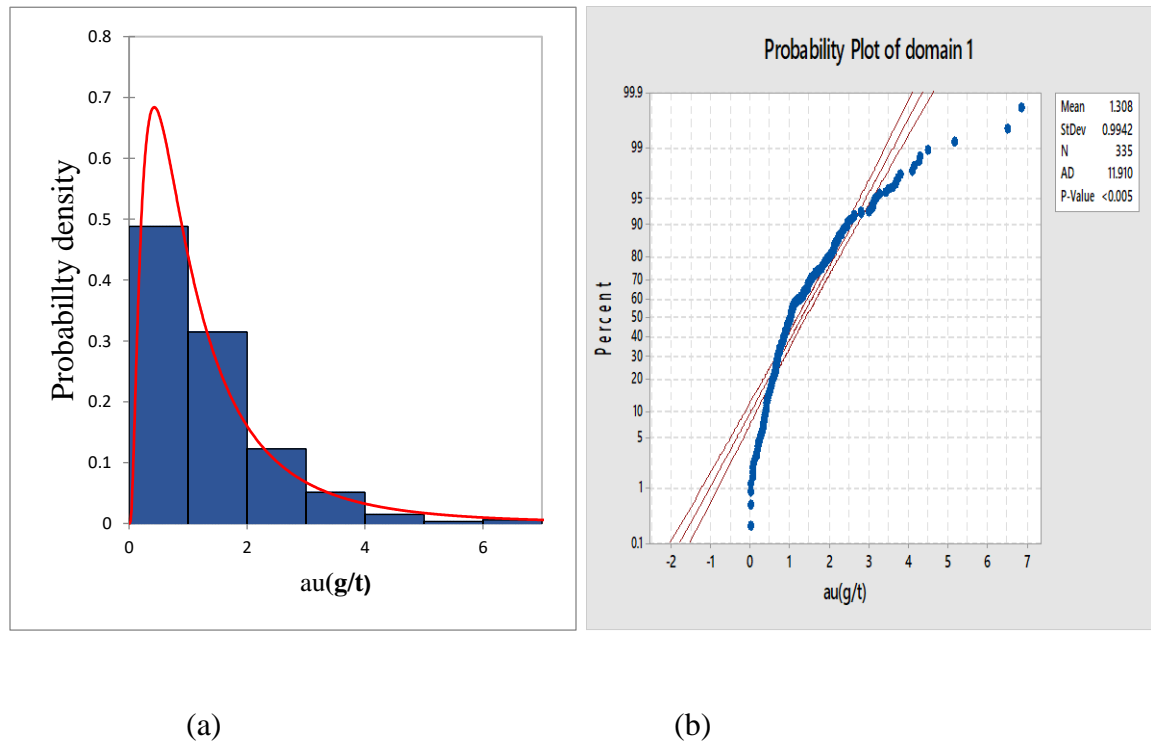 0.8
0.7
0.6
0.5
0.4
0.3
0.2
0.1
0
Probabillty density
0 2 4 6
au(g/t)
(a)
Probability Plot of domain 1
99.9
99
95
90
80
70
60
50
40
30
20
10
5
1
0.1
Percent
-2 -1 0 1 2 3 4 5 6 7
au(g/t)
Mean 1.308
StDev 0.9942
N 335
AD 11.910
P-Value <0.005
(b)